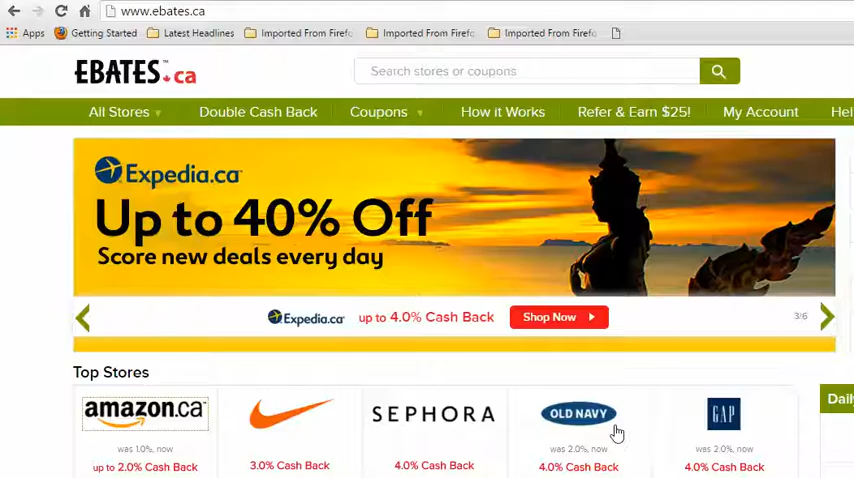 www.ebates.ca
Apps Getting Started Latest Headlines Imported From Firefo Imported From Firefo Imported From Firefo
EBATES.ca
Search stores or coupons
All Stores Double Cash Back Coupons How it Works Refer & Earn $25! My Account Hel
Expedia.ca
Up to 40% Off
Score new deals every day
Expedia.ca up to 4.0% Cash Back Shop Now 3/6
Top Stores
amazon.ca SEPHORA OLD NAVY GAP Dail
was 1.0%, now was 2.0%, now was 2.0%, now
up to 2.0% Cash Back 3.0% Cash Back 4.0% Cash Back 4.0% Cash Back 4.0% Cash Back